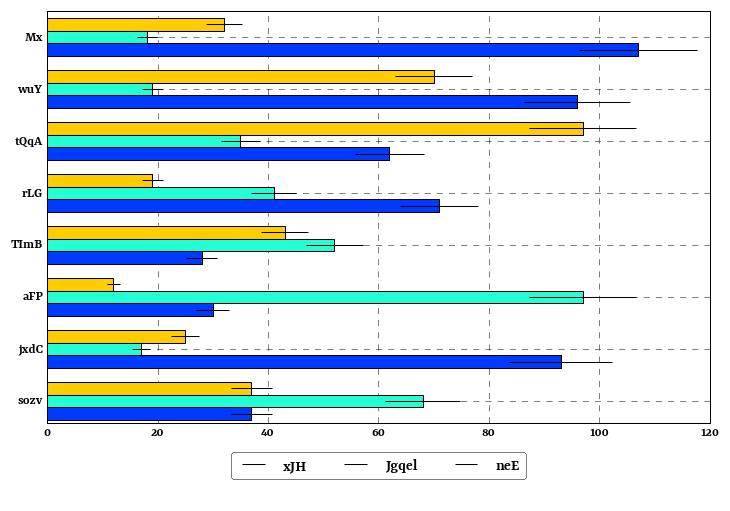 Mx
wuY
tQqA
rLG
TImB
aFP
jxdC
sozv
0 20 40 60 80 100 120
xJH Jgqel neE